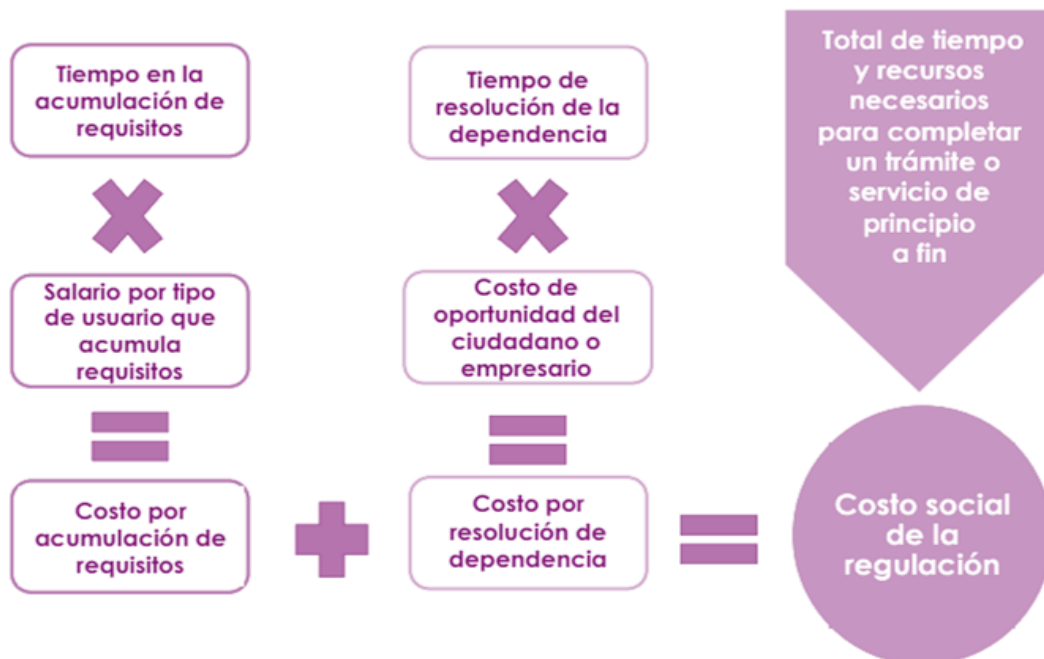 Tiempo en la
acumulación de
requisitos
Tiempo de
resolución de la
dependencia
Total de tiempo
y recursos
necesarios
para completar
un trámite o
servicio de
principio
a fin
Salario por tipo
de usuario que
acumula
requisitos
Costo de
oportunidad del
ciudadano o
empresario
Costo por
acumulación de
requisitos
Costo por
resolución de
dependencia
Costo social
de la
regulación